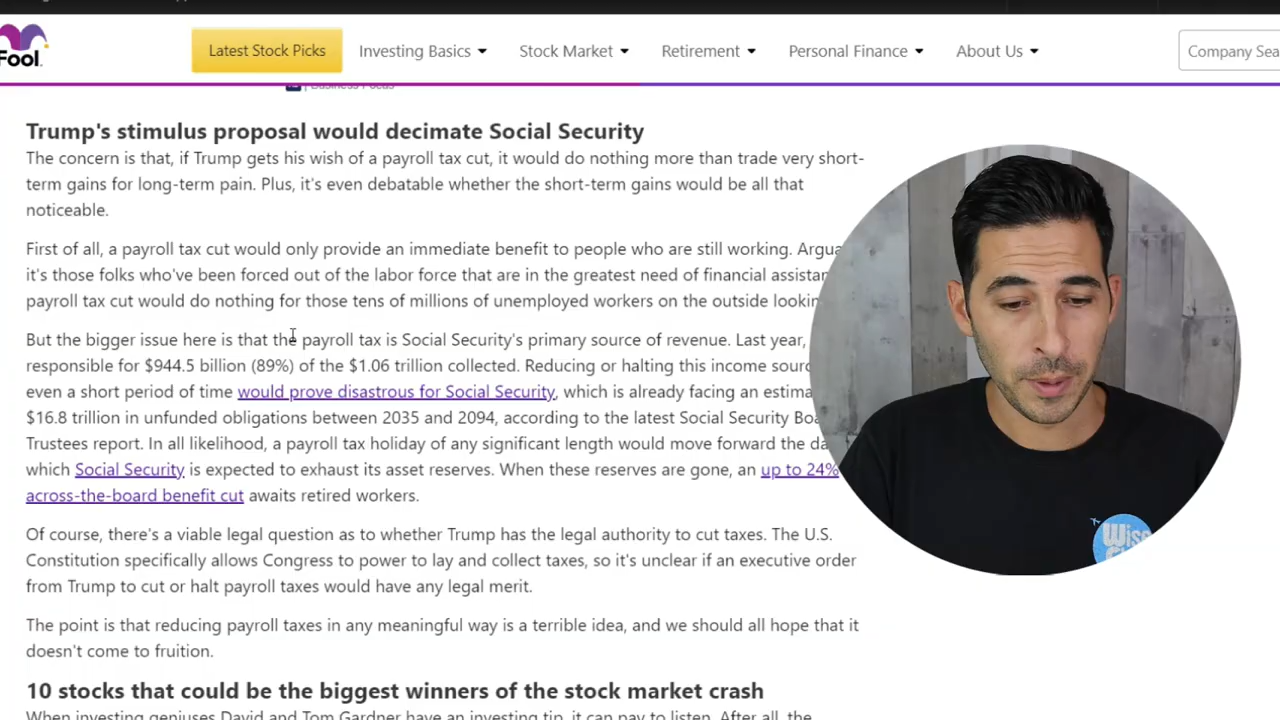 Fool.
Latest Stock Picks
Investing Basics
Stock Market
Retirement
Personal Finance
About Us
Company Sea
Business Focus
Trump's stimulus proposal would decimate Social Security
The concern is that, if Trump gets his wish of a payroll tax cut, it would do nothing more than trade very short-
term gains for long-term pain. Plus, it's even debatable whether the short-term gains would be all that
noticeable.
First of all, a payroll tax cut would only provide an immediate benefit to people who are still working. Argua
it's those folks who've been forced out of the labor force that are in the greatest need of financial assistan
payroll tax cut would do nothing for those tens of millions of unemployed workers on the outside lookin
But the bigger issue here is that the payroll tax is Social Security's primary source of revenue. Last year,
responsible for $944.5 billion (89%) of the $1.06 trillion collected. Reducing or halting this income sourc
even a short period of time would prove disastrous for Social Security, which is already facing an estima
$16.8 trillion in unfunded obligations between 2035 and 2094, according to the latest Social Security Boa
Trustees report. In all likelihood, a payroll tax holiday of any significant length would move forward the da
which Social Security is expected to exhaust its asset reserves. When these reserves are gone, an up to 24%
across-the-board benefit cut awaits retired workers.
Of course, there's a viable legal question as to whether Trump has the legal authority to cut taxes. The U.S.
Constitution specifically allows Congress to power to lay and collect taxes, so it's unclear if an executive order
from Trump to cut or halt payroll taxes would have any legal merit.
The point is that reducing payroll taxes in any meaningful way is a terrible idea, and we should all hope that it
doesn't come to fruition.
10 stocks that could be the biggest winners of the stock market crash
When investing geniuses David and Tom Gardner have an investing tip, it can pay to listen. After all, the
Wise